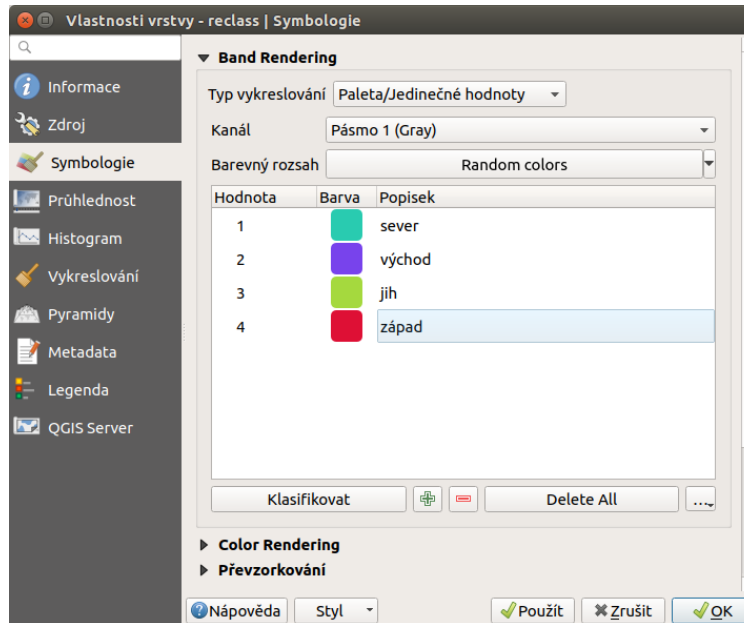 Vlastnosti vrstvy - reclass | Symbologie
Informace
Zdroj
Symbologie
Průhlednost
Histogram
Vykreslování
Pyramidy
Metadata
Legenda
QGIS Server
Band Rendering
Typ vykreslování Paleta/Jedinečné hodnoty
Kanál Pásmo 1 (Gray)
Barevný rozsah Random colors
Hodnota Barva Popisek
1 sever
2 východ
3 jih
4 západ
Klasifikovat Delete All ...
Color Rendering
Převzorkování
Nápověda Styl Použít Zrušit OK